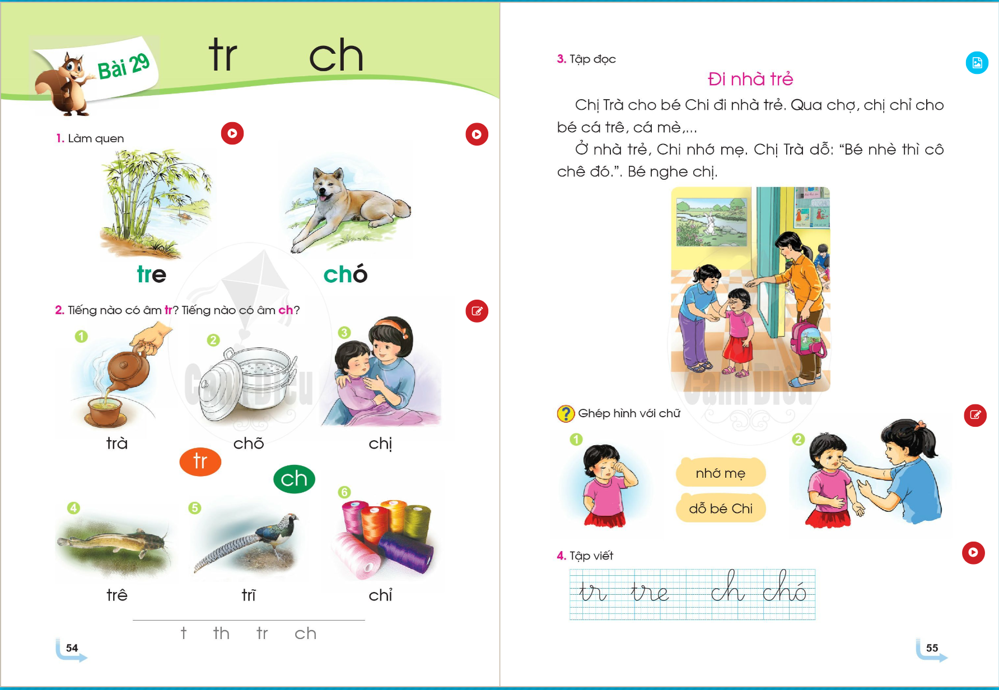 Bài 29
tr ch
1. Làm quen
tre chó
2. Tiếng nào có âm tr? Tiếng nào có âm ch?
1 2 3
trà chõ chị
tr
ch
4 5 6
trê trĩ chỉ
t th tr ch
54
3. Tập đọc
Đi nhà trẻ
Chị Trà cho bé Chi đi nhà trẻ. Qua chợ, chị chỉ cho
bé cá trê, cá mè,...
Ở nhà trẻ, Chi nhớ mẹ. Chị Trà dỗ: “Bé nhè thì cô
chê đó.”. Bé nghe chị.
? Ghép hình với chữ
1 2
nhớ mẹ
dỗ bé Chi
4. Tập viết
tr tre ch chó
55
Cánh Diều
Cánh Diều